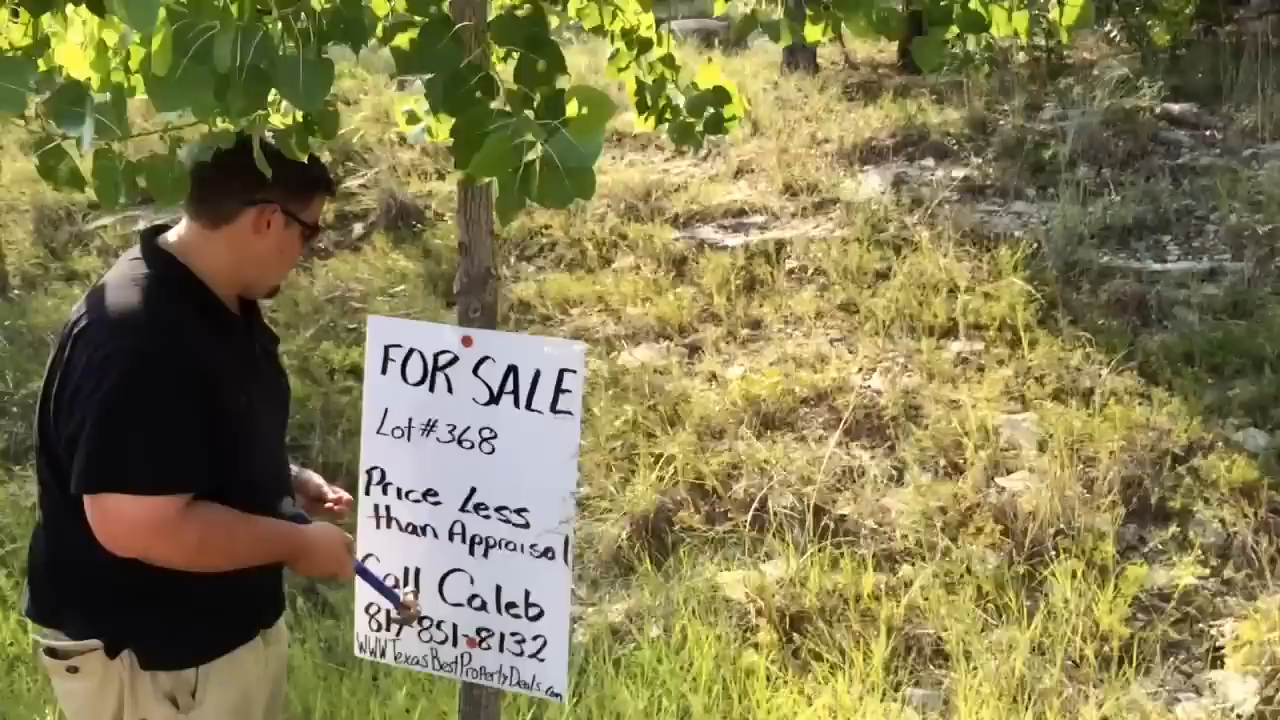 FOR SALE
Lot #368
Price Less
than Appraisal
Call Caleb
817-851-8132
WWW.TexasBestPropertyDeals.com